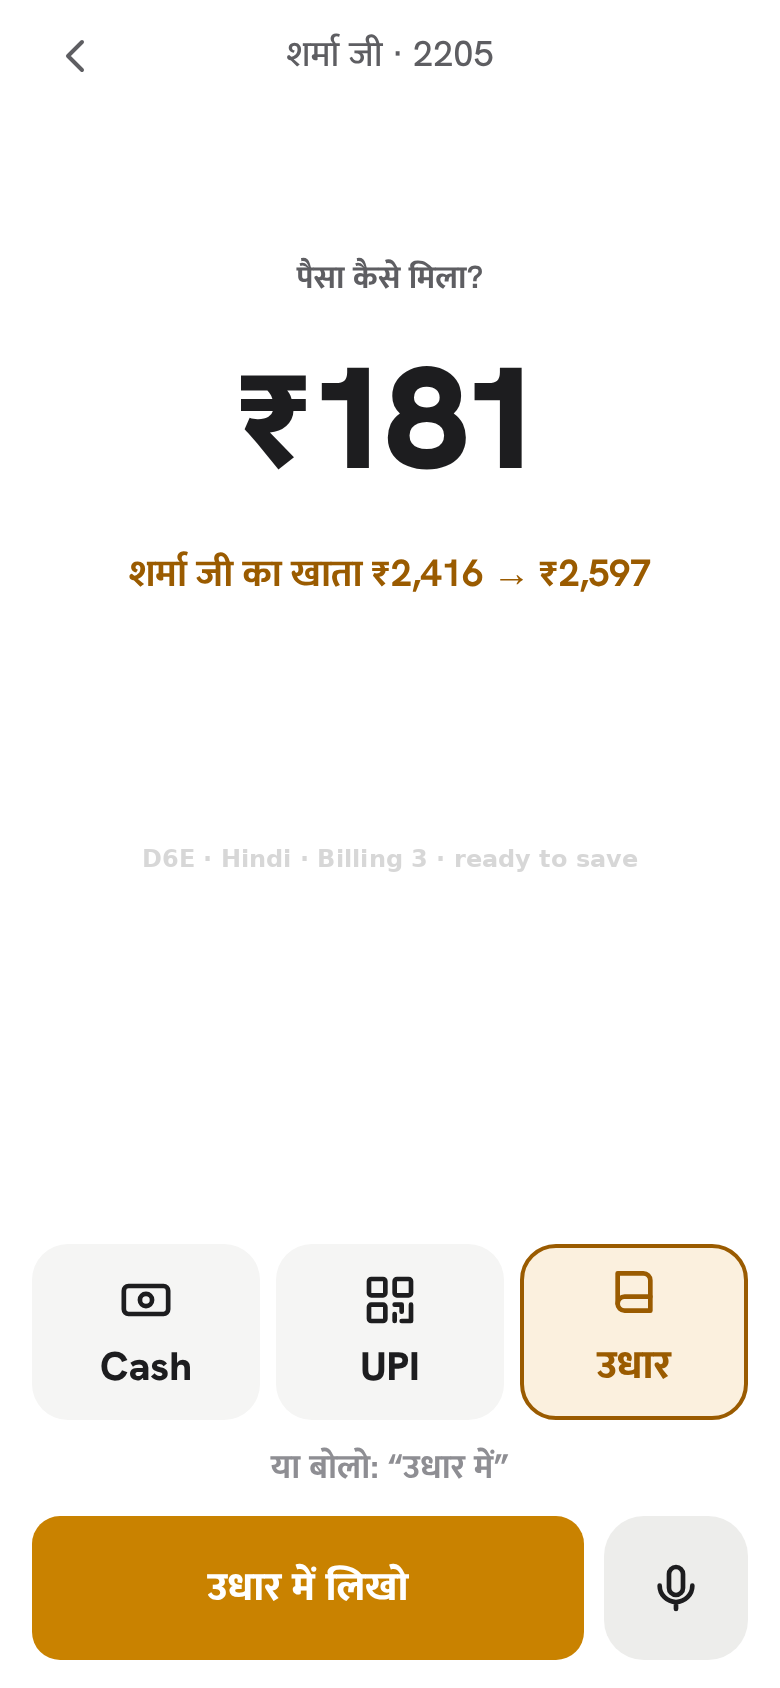 शर्मा जी · 2205
पैसा कैसे मिला?
₹181
शर्मा जी का खाता ₹2,416 → ₹2,597
D6E · Hindi · Billing 3 · ready to save
Cash
UPI
उधार
या बोलो: “उधार में”
उधार में लिखो